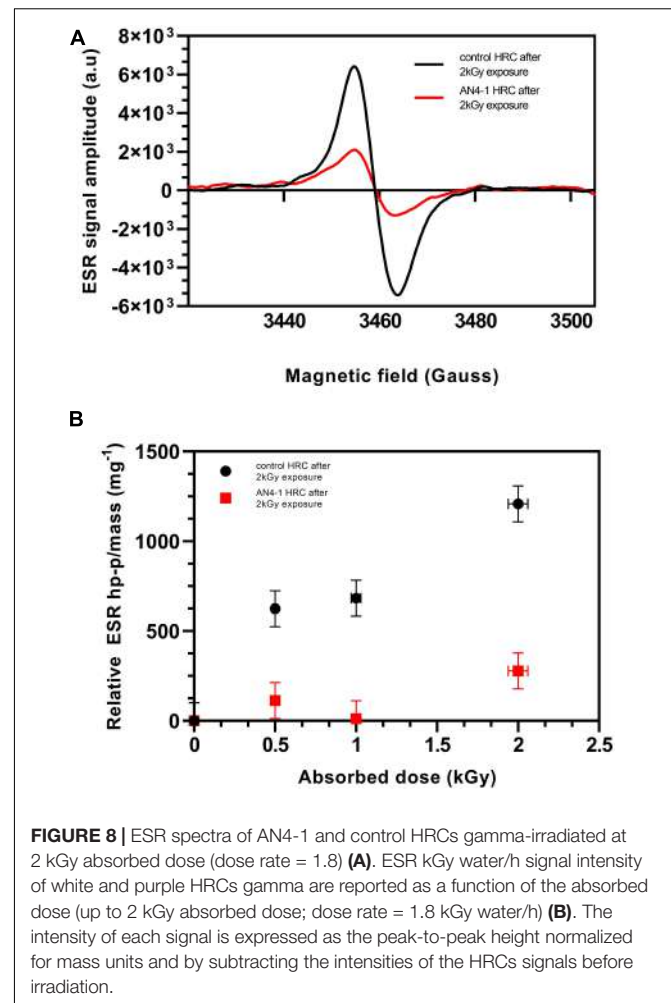 A
8×10³
6×10³
4×10³
2×10³
0
-2×10³
-4×10³
-6×10³
ESR signal amplitude (a.u)
control HRC after
2kGy exposure
AN4-1 HRC after
2kGy exposure
3440
3460
3480
3500
Magnetic field (Gauss)
B
1500
1000
500
0
Relative ESR hp-p/mass (mg⁻¹)
control HRC after
2kGy exposure
AN4-1 HRC after
2kGy exposure
0
0.5
1
1.5
2
2.5
Absorbed dose (kGy)
FIGURE 8 | ESR spectra of AN4-1 and control HRCs gamma-irradiated at
2 kGy absorbed dose (dose rate = 1.8) (A). ESR kGy water/h signal intensity
of white and purple HRCs gamma are reported as a function of the absorbed
dose (up to 2 kGy absorbed dose; dose rate = 1.8 kGy water/h) (B). The
intensity of each signal is expressed as the peak-to-peak height normalized
for mass units and by subtracting the intensities of the HRCs signals before
irradiation.